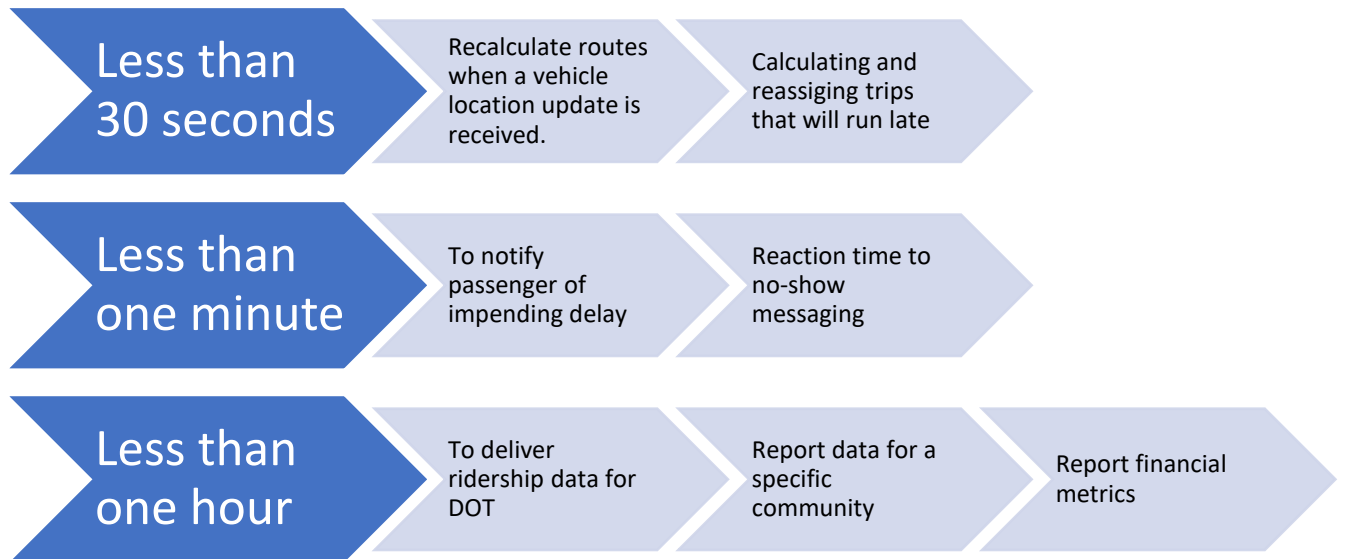 Less than
30 seconds
Recalculate routes
when a vehicle
location update is
received.
Calculating and
reassiging trips
that will run late
Less than
one minute
To notify
passenger of
impending delay
Reaction time to
no-show
messaging
Less than
one hour
To deliver
ridership data for
DOT
Report data for a
specific
community
Report financial
metrics